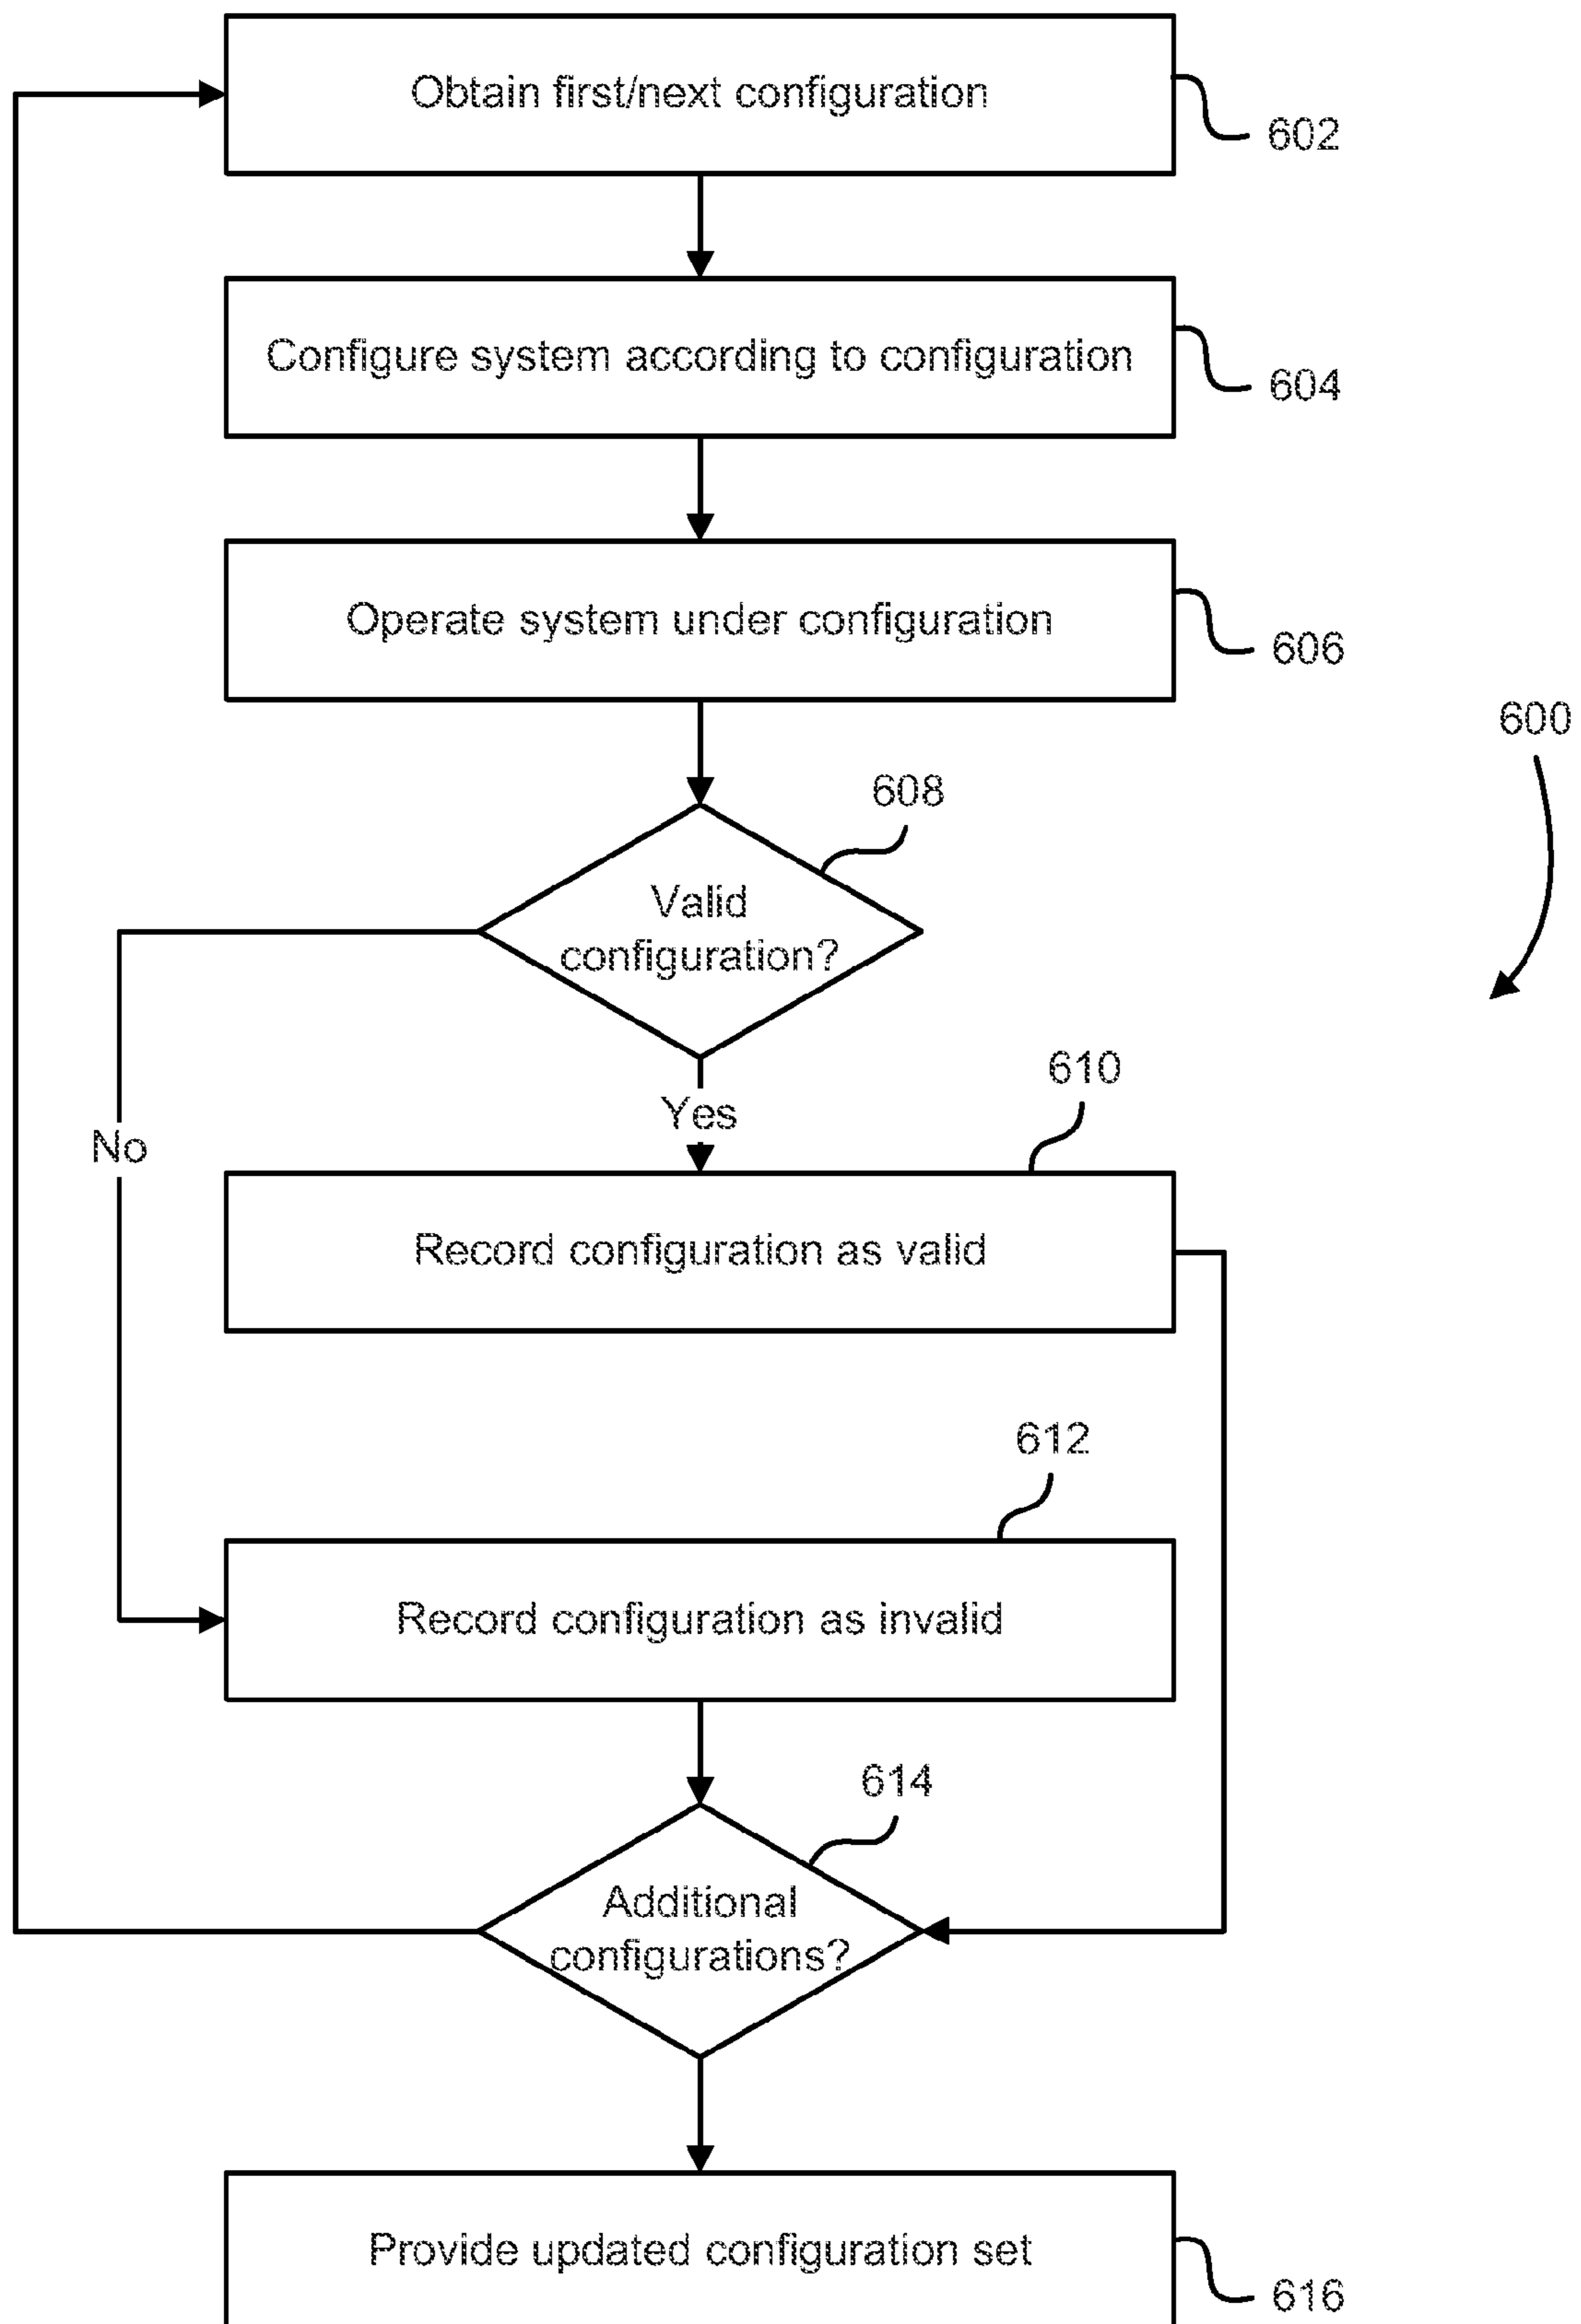 Obtain first/next configuration
602
Configure system according to configuration
604
Operate system under configuration
606
600
608
Valid
configuration?
Yes
No
610
Record configuration as valid
612
Record configuration as invalid
614
Additional
configurations?
Provide updated configuration set
616